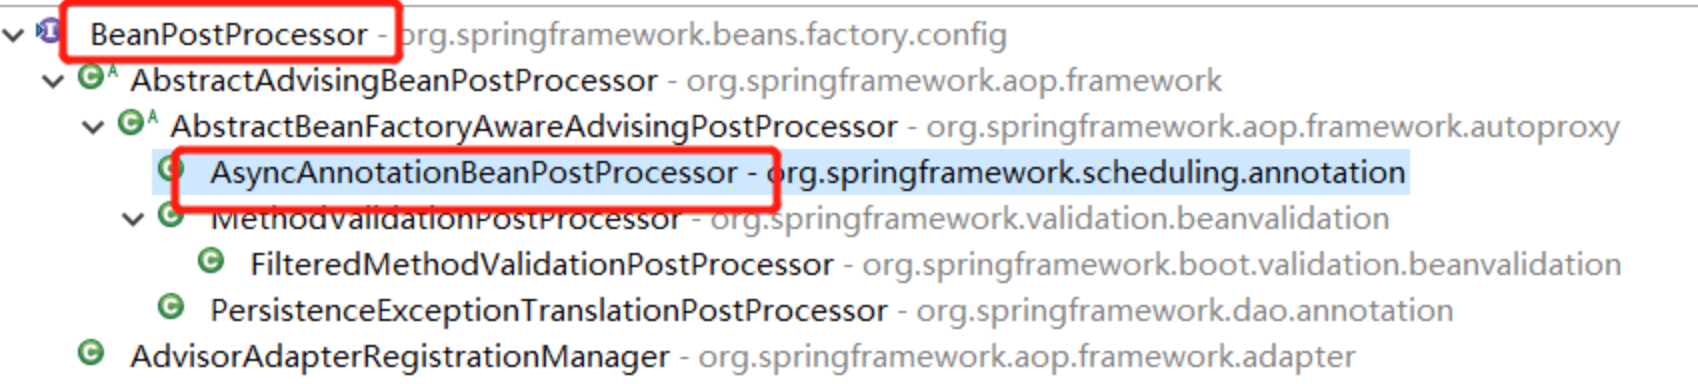 BeanPostProcessor - org.springframework.beans.factory.config
AbstractAdvisingBeanPostProcessor - org.springframework.aop.framework
AbstractBeanFactoryAwareAdvisingPostProcessor - org.springframework.aop.framework.autoproxy
AsyncAnnotationBeanPostProcessor - org.springframework.scheduling.annotation
MethodValidationPostProcessor - org.springframework.validation.beanvalidation
FilteredMethodValidationPostProcessor - org.springframework.boot.validation.beanvalidation
PersistenceExceptionTranslationPostProcessor - org.springframework.dao.annotation
AdvisorAdapterRegistrationManager - org.springframework.aop.framework.adapter